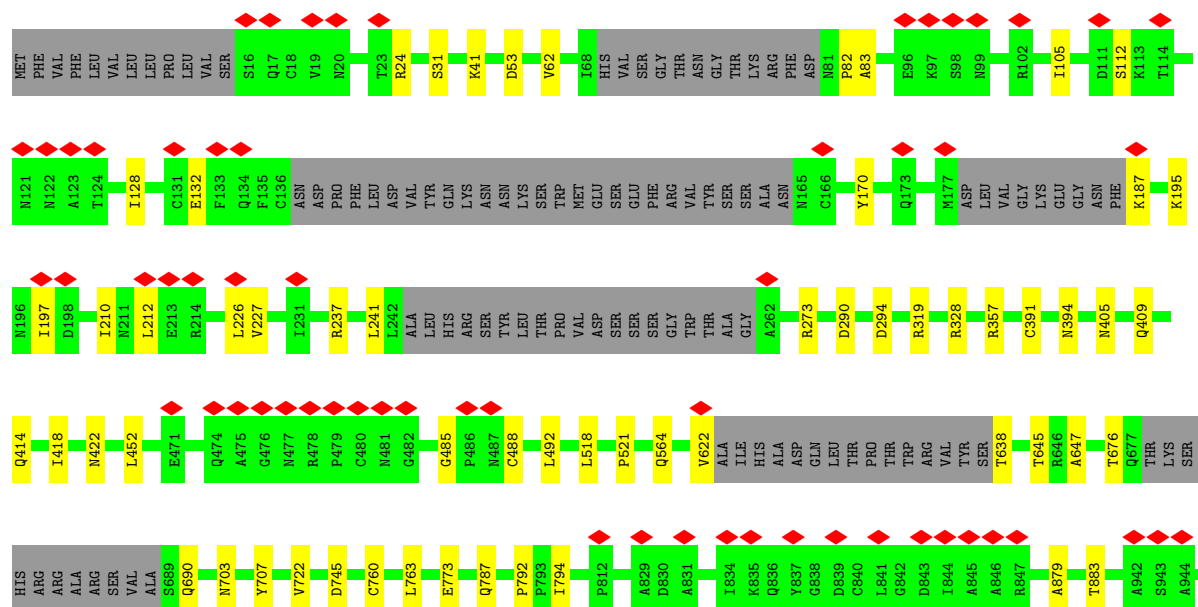 MET PHE VAL PHE LEU VAL LEU LEU PRO LEU VAL SER S16 Q17 C18 V19 N20 T23 R24 S31 K41 D53 V62 I68 HIS VAL SER GLY THR ASN GLY THR LYS ARG PHE ASP N81 P82 A83 E96 K97 S98 N99 R102 I105 D111 S112 K113 T114
N121 N122 A123 T124 I128 C131 E132 F133 Q134 F135 C136 ASN ASP PRO PHE LEU ASP VAL TYR GLN LYS ASN ASN LYS SER TRP MET GLU SER GLU PHE ARG VAL TYR SER SER ALA ASN N165 C166 Y170 Q173 M177 ASP LEU VAL GLY LYS GLU GLY ASN PHE K187 K195
N196 I197 D198 I210 N211 L212 E213 R214 L226 V227 I231 R237 L241 L242 ALA LEU HIS ARG SER TYR LEU THR PRO VAL ASP SER SER SER GLY TRP THR ALA GLY A262 R273 D290 D294 R319 R328 R357 C391 N394 N405 Q409
Q414 I418 N422 L452 E471 Q474 A475 G476 N477 R478 P479 C480 N481 G482 G485 P486 N487 C488 L492 L518 P521 Q564 V622 ALA ILE HIS ALA ASP GLN LEU THR PRO THR TRP ARG VAL TYR SER T638 T645 R646 A647 T676 Q677 THR LYS SER
HIS ARG ARG ALA ARG SER VAL ALA S689 Q690 N703 Y707 V722 D745 C760 L763 E773 Q787 P792 P793 I794 P812 A829 D830 A831 I834 K835 Q836 Y837 G838 D839 C840 L841 G842 D843 I844 A845 A846 R847 A879 T883 A942 S943 A944